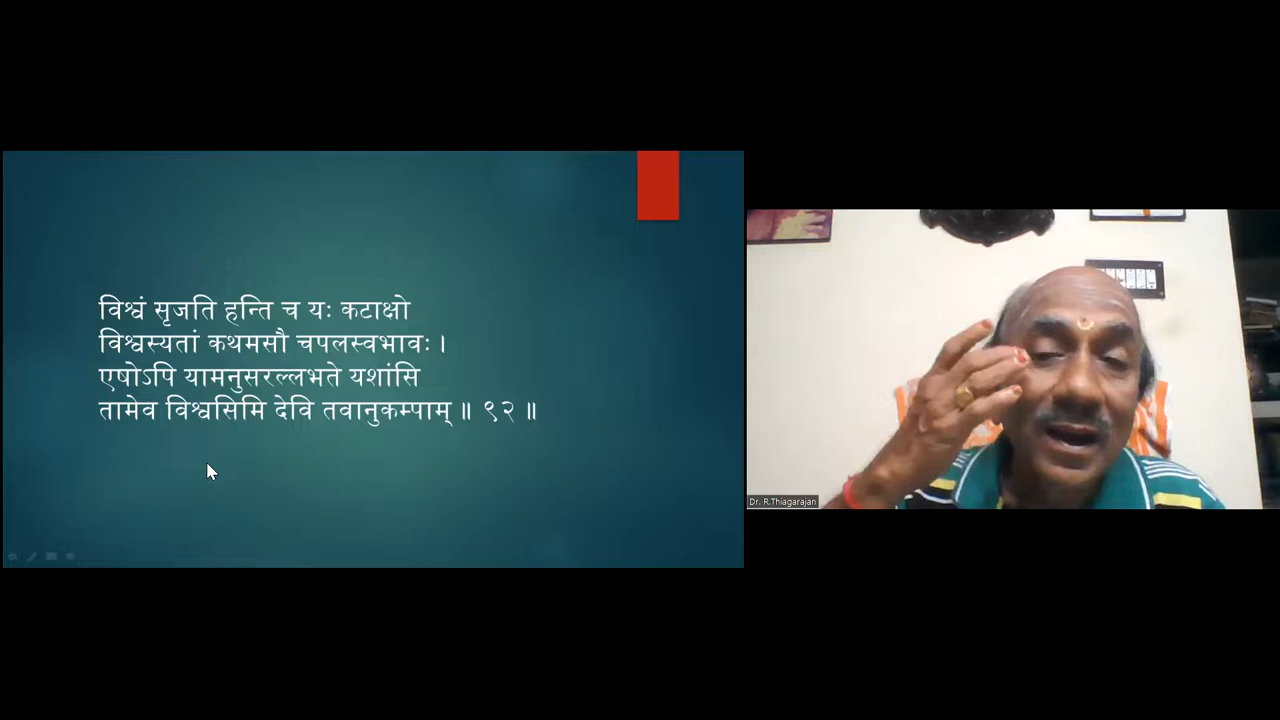 विश्वं सृजति हन्ति च यः कटाक्षो
विश्वस्यतां कथमसौ चपलस्वभावः ।
एषोऽपि यामनुसरल्लभते यशांसि
तामेव विश्वसिमि देवि तवानुकम्पाम् ॥ ९२ ॥
Dr. R.Thiagarajan